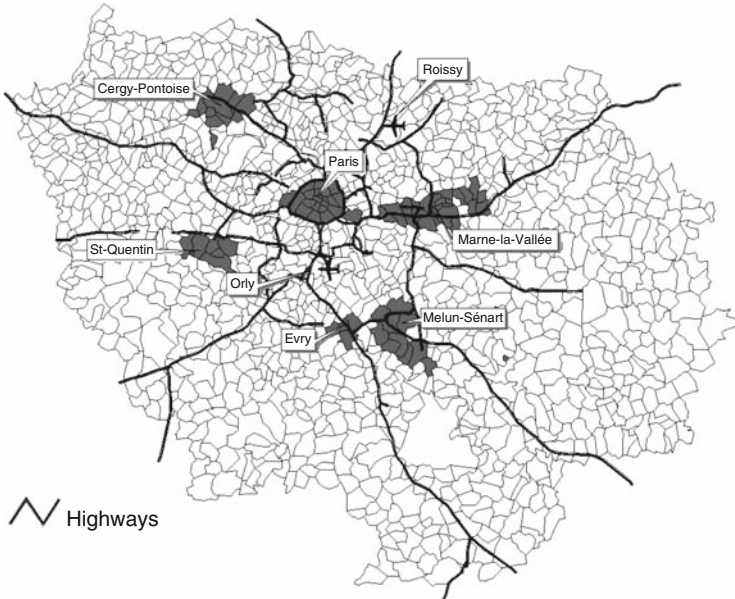 Roissy
Cergy-Pontoise
Paris
Marne-la-Vallée
St-Quentin
Orly
Melun-Sénart
Evry
Highways